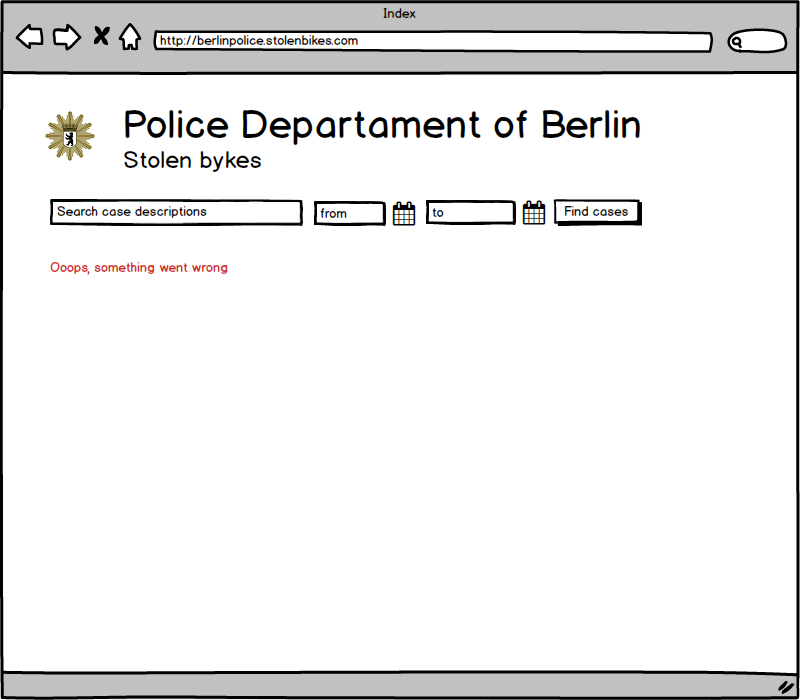 Index
http://berlinpolice.stolenbikes.com
Police Departament of Berlin
Stolen bykes
Search case descriptions from to Find cases
Ooops, something went wrong